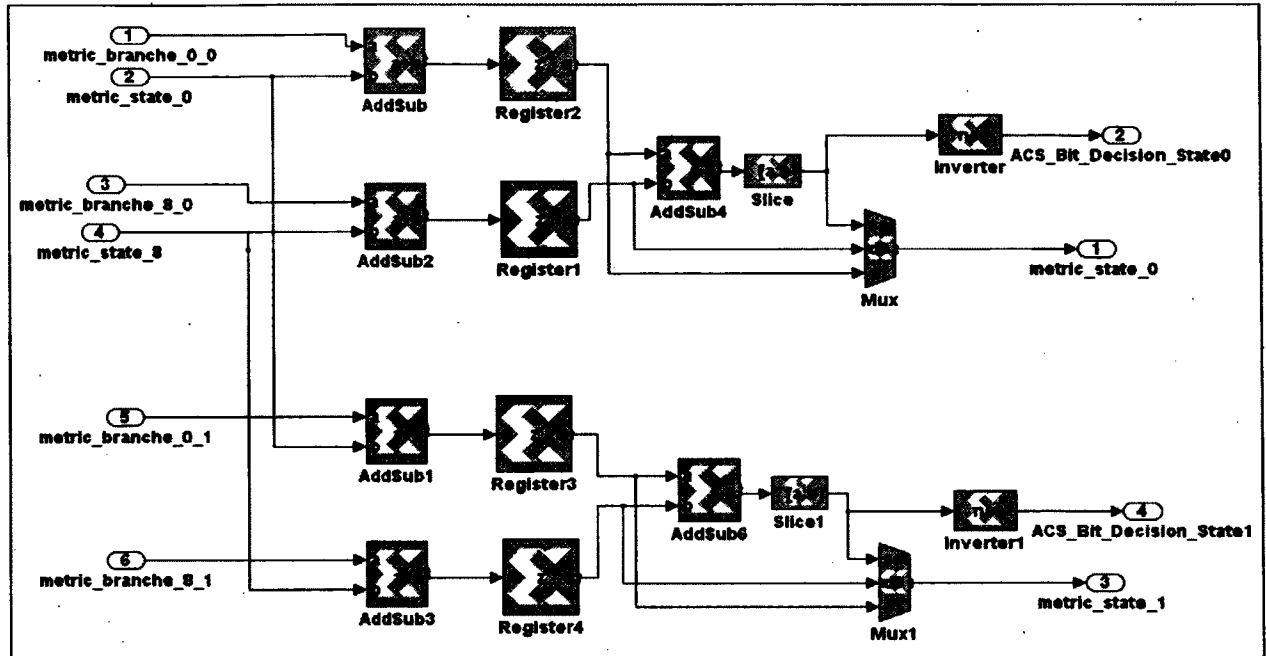 1
metric_branche_0_0
2
metric_state_0
AddSub
Register2
3
metric_branche_8_0
4
metric_state_8
AddSub2
Register1
AddSub4
Slice
Inverter
2
ACS_Bit_Decision_State0
Mux
1
metric_state_0
5
metric_branche_0_1
AddSub1
Register3
6
metric_branche_8_1
AddSub3
Register4
AddSub6
Slice1
Inverter1
4
ACS_Bit_Decision_State1
Mux1
3
metric_state_1